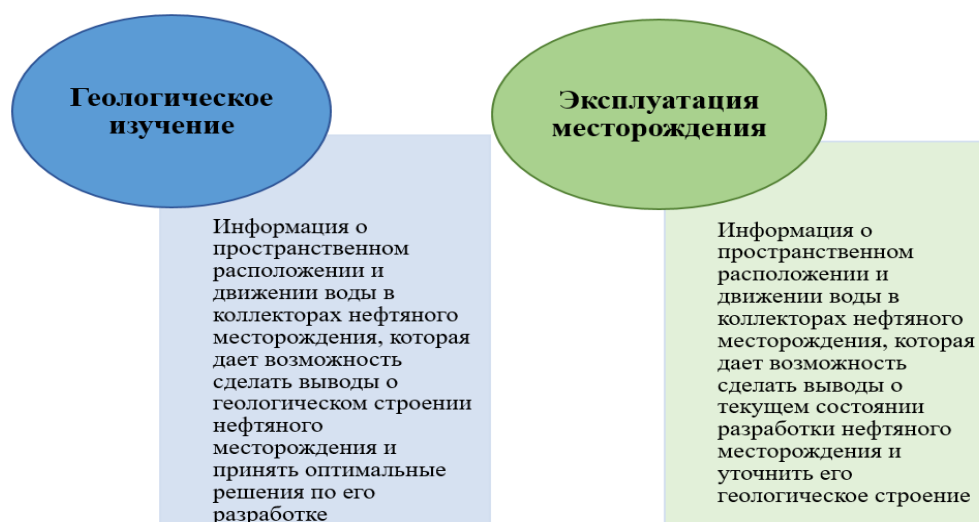 Геологическое
изучение
Информация о
пространственном
расположении и
движении воды в
коллекторах нефтяного
месторождения, которая
дает возможность
сделать выводы о
геологическом строении
нефтяного
месторождения и
принять оптимальные
решения по его
разработке
Эксплуатация
месторождения
Информация о
пространственном
расположении и
движении воды в
коллекторах нефтяного
месторождения, которая
дает возможность
сделать выводы о
текущем состоянии
разработки нефтяного
месторождения и
уточнить его
геологическое строение